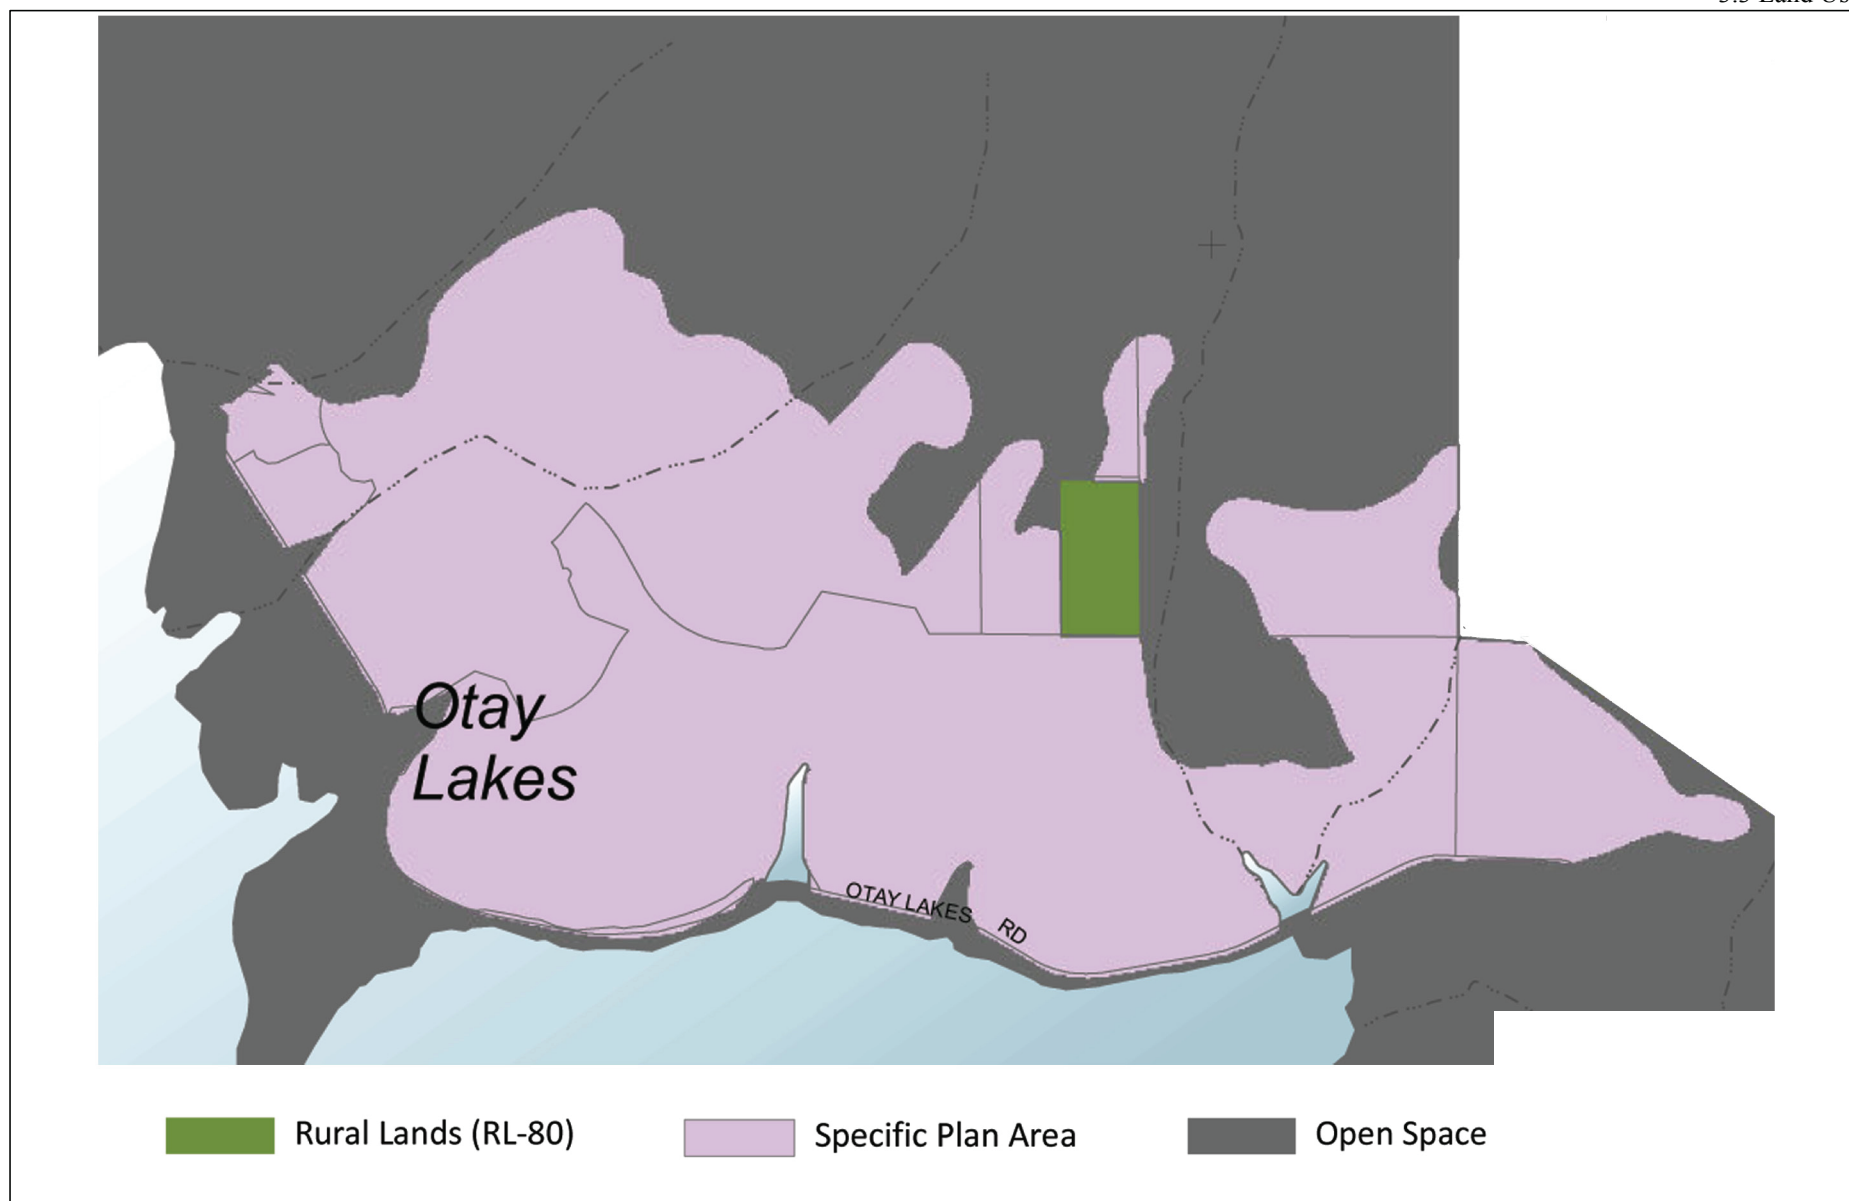 Otay
Lakes
OTAY LAKES RD
Rural Lands (RL-80)
Specific Plan Area
Open Space